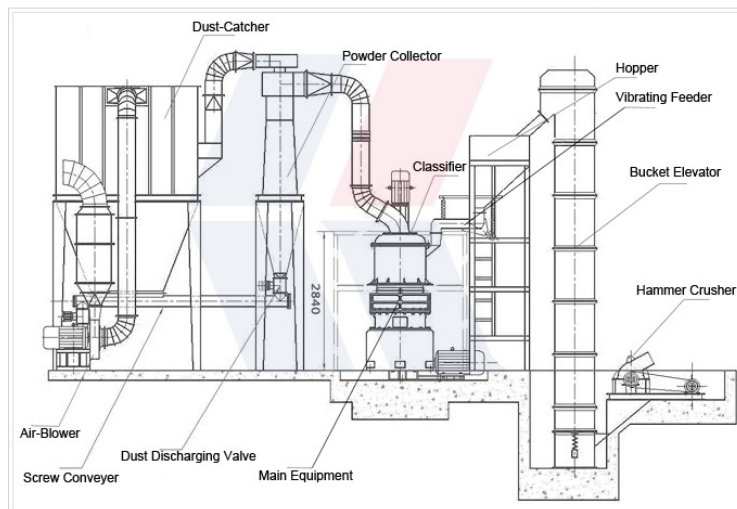 Dust-Catcher
Powder Collector
Hopper
Vibrating Feeder
Classifier
Bucket Elevator
2840
Hammer Crusher
Air-Blower
Dust Discharging Valve
Main Equipment
Screw Conveyer